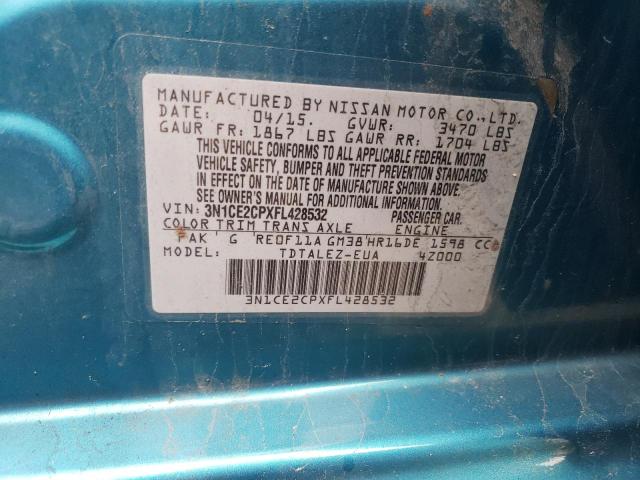 MANUFACTURED BY NISSAN MOTOR CO., LTD.
DATE: 04/15. GVWR: 3470 LBS
GAWR FR: 1867 LBS GAWR RR: 1704 LBS
THIS VEHICLE CONFORMS TO ALL APPLICABLE FEDERAL MOTOR
VEHICLE SAFETY, BUMPER AND THEFT PREVENTION STANDARDS
IN EFFECT ON THE DATE OF MANUFACTURE SHOWN ABOVE.
SEE OWNER'S MANUAL FOR ADDITIONAL INFORMATION.
VIN: 3N1CE2CPXFL428532 PASSENGER CAR.
COLOR TRIM TRANS AXLE ENGINE
PAK G RE0F11A GM38 HR16DE 1598 CC
MODEL: TDTALEZ-EUA 4Z000
3N1CE2CPXFL428532